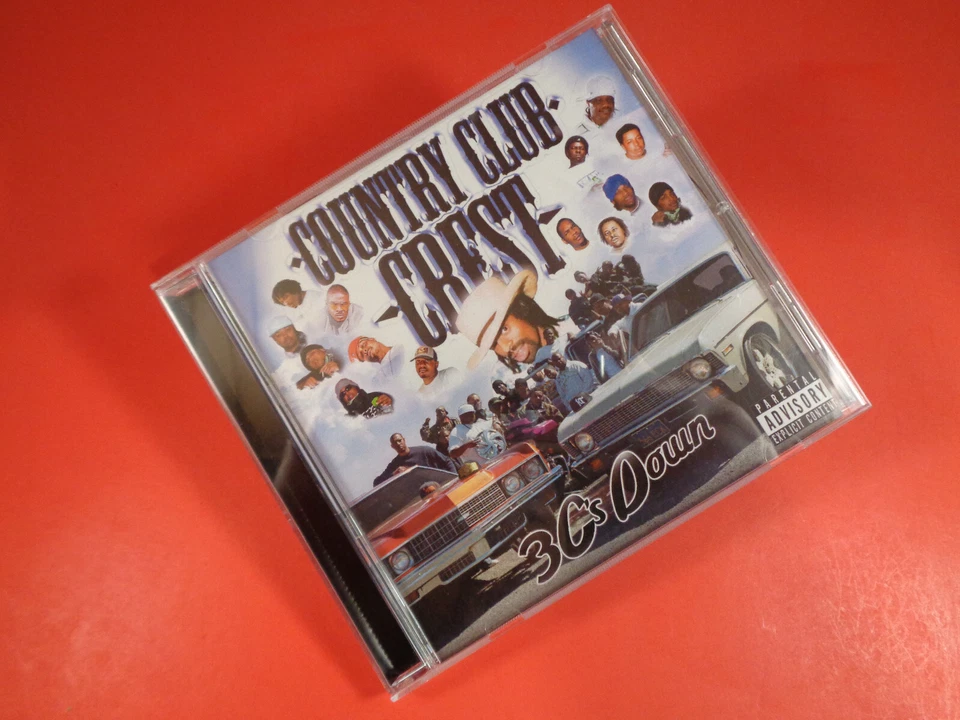 COUNTRY CLUB
CREST
3C's Down
PARENTAL
ADVISORY
EXPLICIT CONTENT